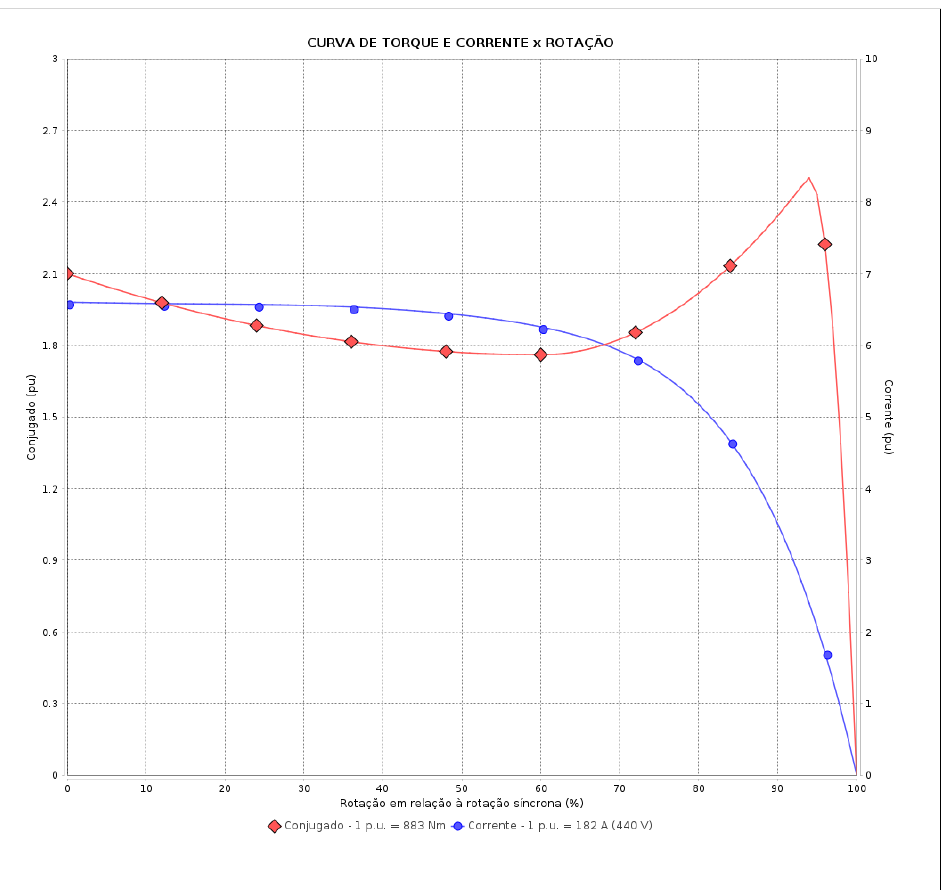 CURVA DE TORQUE E CORRENTE x ROTAÇÃO
3 10
2.7 9
2.4 8
2.1 7
1.8 6
1.5 5
1.2 4
0.9 3
0.6 2
0.3 1
0 0
Conjugado (pu)
Corrente (pu)
0 10 20 30 40 50 60 70 80 90 100
Rotação em relação à rotação síncrona (%)
Conjugado - 1 p.u. = 883 Nm Corrente - 1 p.u. = 182 A (440 V)